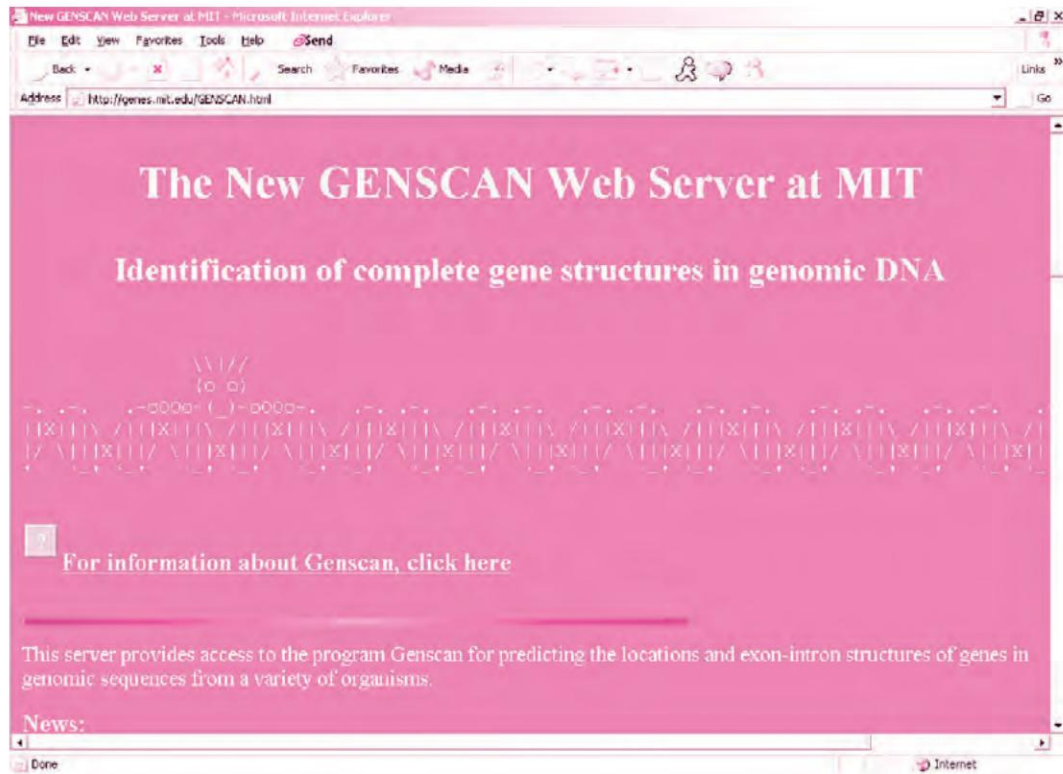 New GENSCAN Web Server at MIT - Microsoft Internet Explorer
File Edit View Favorites Tools Help Send
Back Search Favorites Media Links »
Address http://genes.mit.edu/GENSCAN.html Go
The New GENSCAN Web Server at MIT
Identification of complete gene structures in genomic DNA
\\|//
(o o)
-. .-. .-oOOo-(_)-oOOo-. .-. .-. .-. .-. .-. .-. .-. .-. .-.
||X|||\ /|||X|||\ /|||X|||\ /|||X|||\ /|||X|||\ /|||X|||\ /|||X|||\ /|
|/ \|||X|||/ \|||X|||/ \|||X|||/ \|||X|||/ \|||X|||/ \|||X|||/ \|||X||
?
For information about Genscan, click here
This server provides access to the program Genscan for predicting the locations and exon-intron structures of genes in
genomic sequences from a variety of organisms.
News:
Done Internet